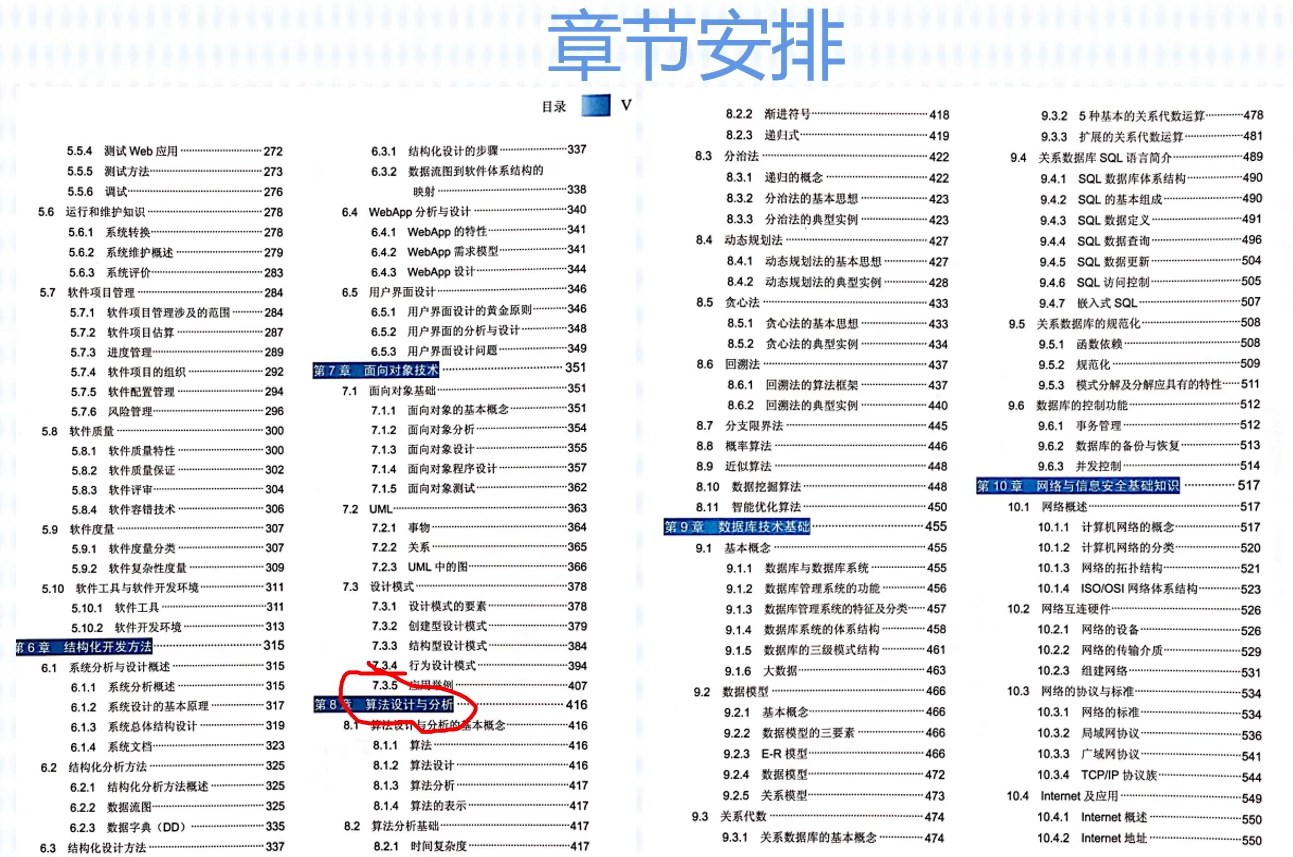 章节安排
目录 V
5.5.4 测试 Web 应用 272
5.5.5 测试方法 273
5.5.6 调试 276
5.6 运行和维护知识 278
5.6.1 系统转换 278
5.6.2 系统维护概述 279
5.6.3 系统评价 283
5.7 软件项目管理 284
5.7.1 软件项目管理涉及的范围 284
5.7.2 软件项目估算 287
5.7.3 进度管理 289
5.7.4 软件项目的组织 292
5.7.5 软件配置管理 294
5.7.6 风险管理 296
5.8 软件质量 300
5.8.1 软件质量特性 300
5.8.2 软件质量保证 302
5.8.3 软件评审 304
5.8.4 软件容错技术 306
5.9 软件度量 307
5.9.1 软件度量分类 307
5.9.2 软件复杂性度量 309
5.10 软件工具与软件开发环境 311
5.10.1 软件工具 311
5.10.2 软件开发环境 313
第 6 章 结构化开发方法 315
6.1 系统分析与设计概述 315
6.1.1 系统分析概述 315
6.1.2 系统设计的基本原理 317
6.1.3 系统总体结构设计 319
6.1.4 系统文档 323
6.2 结构化分析方法 325
6.2.1 结构化分析方法概述 325
6.2.2 数据流图 325
6.2.3 数据字典（DD） 335
6.3 结构化设计方法 337
6.3.1 结构化设计的步骤 337
6.3.2 数据流图到软件体系结构的
映射 338
6.4 WebApp 分析与设计 340
6.4.1 WebApp 的特性 341
6.4.2 WebApp 需求模型 341
6.4.3 WebApp 设计 344
6.5 用户界面设计 346
6.5.1 用户界面设计的黄金原则 346
6.5.2 用户界面的分析与设计 348
6.5.3 用户界面设计问题 349
第 7 章 面向对象技术 351
7.1 面向对象基础 351
7.1.1 面向对象的基本概念 351
7.1.2 面向对象分析 354
7.1.3 面向对象设计 355
7.1.4 面向对象程序设计 357
7.1.5 面向对象测试 362
7.2 UML 363
7.2.1 事物 364
7.2.2 关系 365
7.2.3 UML 中的图 366
7.3 设计模式 378
7.3.1 设计模式的要素 378
7.3.2 创建型设计模式 379
7.3.3 结构型设计模式 384
7.3.4 行为设计模式 394
7.3.5 应用举例 407
第 8 章 算法设计与分析 416
8.1 算法设计与分析的基本概念 416
8.1.1 算法 416
8.1.2 算法设计 416
8.1.3 算法分析 417
8.1.4 算法的表示 417
8.2 算法分析基础 417
8.2.1 时间复杂度 417
8.2.2 渐进符号 418
8.2.3 递归式 419
8.3 分治法 422
8.3.1 递归的概念 422
8.3.2 分治法的基本思想 423
8.3.3 分治法的典型实例 423
8.4 动态规划法 427
8.4.1 动态规划法的基本思想 427
8.4.2 动态规划法的典型实例 428
8.5 贪心法 433
8.5.1 贪心法的基本思想 433
8.5.2 贪心法的典型实例 434
8.6 回溯法 437
8.6.1 回溯法的算法框架 437
8.6.2 回溯法的典型实例 440
8.7 分支限界法 445
8.8 概率算法 446
8.9 近似算法 448
8.10 数据挖掘算法 448
8.11 智能优化算法 450
第 9 章 数据库技术基础 455
9.1 基本概念 455
9.1.1 数据库与数据库系统 455
9.1.2 数据库管理系统的功能 456
9.1.3 数据库管理系统的特征及分类 457
9.1.4 数据库系统的体系结构 458
9.1.5 数据库的三级模式结构 461
9.1.6 大数据 463
9.2 数据模型 466
9.2.1 基本概念 466
9.2.2 数据模型的三要素 466
9.2.3 E-R 模型 466
9.2.4 数据模型 472
9.2.5 关系模型 473
9.3 关系代数 474
9.3.1 关系数据库的基本概念 474
9.3.2 5 种基本的关系代数运算 478
9.3.3 扩展的关系代数运算 481
9.4 关系数据库 SQL 语言简介 489
9.4.1 SQL 数据库体系结构 490
9.4.2 SQL 的基本组成 490
9.4.3 SQL 数据定义 491
9.4.4 SQL 数据查询 496
9.4.5 SQL 数据更新 504
9.4.6 SQL 访问控制 505
9.4.7 嵌入式 SQL 507
9.5 关系数据库的规范化 508
9.5.1 函数依赖 508
9.5.2 规范化 509
9.5.3 模式分解及分解应具有的特性 511
9.6 数据库的控制功能 512
9.6.1 事务管理 512
9.6.2 数据库的备份与恢复 513
9.6.3 并发控制 514
第 10 章 网络与信息安全基础知识 517
10.1 网络概述 517
10.1.1 计算机网络的概念 517
10.1.2 计算机网络的分类 520
10.1.3 网络的拓扑结构 521
10.1.4 ISO/OSI 网络体系结构 523
10.2 网络互连硬件 526
10.2.1 网络的设备 526
10.2.2 网络的传输介质 529
10.2.3 组建网络 531
10.3 网络的协议与标准 534
10.3.1 网络的标准 534
10.3.2 局域网协议 536
10.3.3 广域网协议 541
10.3.4 TCP/IP 协议族 544
10.4 Internet 及应用 549
10.4.1 Internet 概述 550
10.4.2 Internet 地址 550